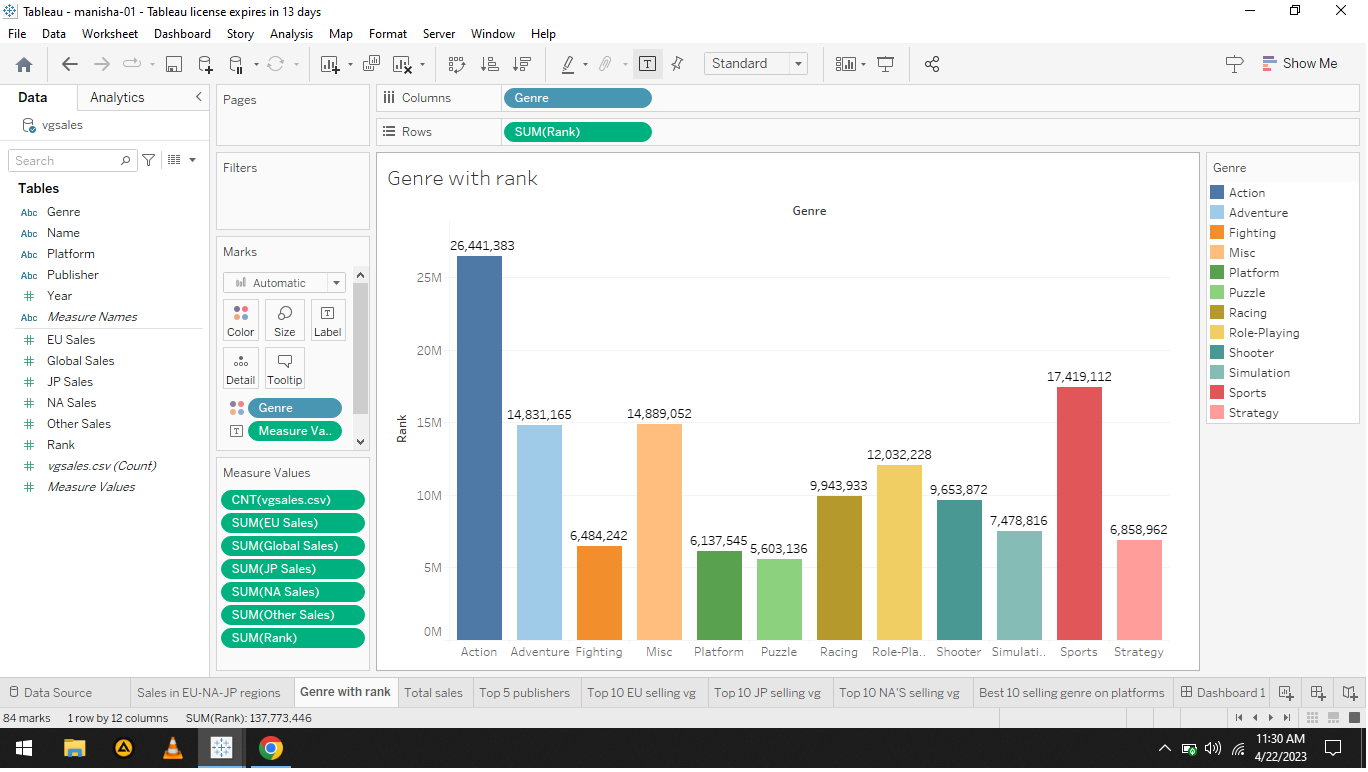 Tableau - manisha-01 - Tableau license expires in 13 days
File Data Worksheet Dashboard Story Analysis Map Format Server Window Help
Standard
Show Me
Data Analytics
vgsales
Search
Tables
Abc Genre
Abc Name
Abc Platform
Abc Publisher
# Year
Abc Measure Names
# EU Sales
# Global Sales
# JP Sales
# NA Sales
# Other Sales
# Rank
# vgsales.csv (Count)
# Measure Values
Pages
Filters
Marks
Automatic
Color Size Label
Detail Tooltip
Genre
Measure Va..
Measure Values
CNT(vgsales.csv)
SUM(EU Sales)
SUM(Global Sales)
SUM(JP Sales)
SUM(NA Sales)
SUM(Other Sales)
SUM(Rank)
Columns Genre
Rows SUM(Rank)
Genre with rank
Genre
Rank
25M
20M
15M
10M
5M
0M
26,441,383
14,831,165
6,484,242
14,889,052
6,137,545
5,603,136
9,943,933
12,032,228
9,653,872
7,478,816
17,419,112
6,858,962
Action Adventure Fighting Misc Platform Puzzle Racing Role-Pla.. Shooter Simulati.. Sports Strategy
Genre
Action
Adventure
Fighting
Misc
Platform
Puzzle
Racing
Role-Playing
Shooter
Simulation
Sports
Strategy
Data Source Sales in EU-NA-JP regions Genre with rank Total sales Top 5 publishers Top 10 EU selling vg Top 10 JP selling vg Top 10 NA'S selling vg Best 10 selling genre on platforms Dashboard 1
84 marks 1 row by 12 columns SUM(Rank): 137,773,446
11:30 AM
4/22/2023